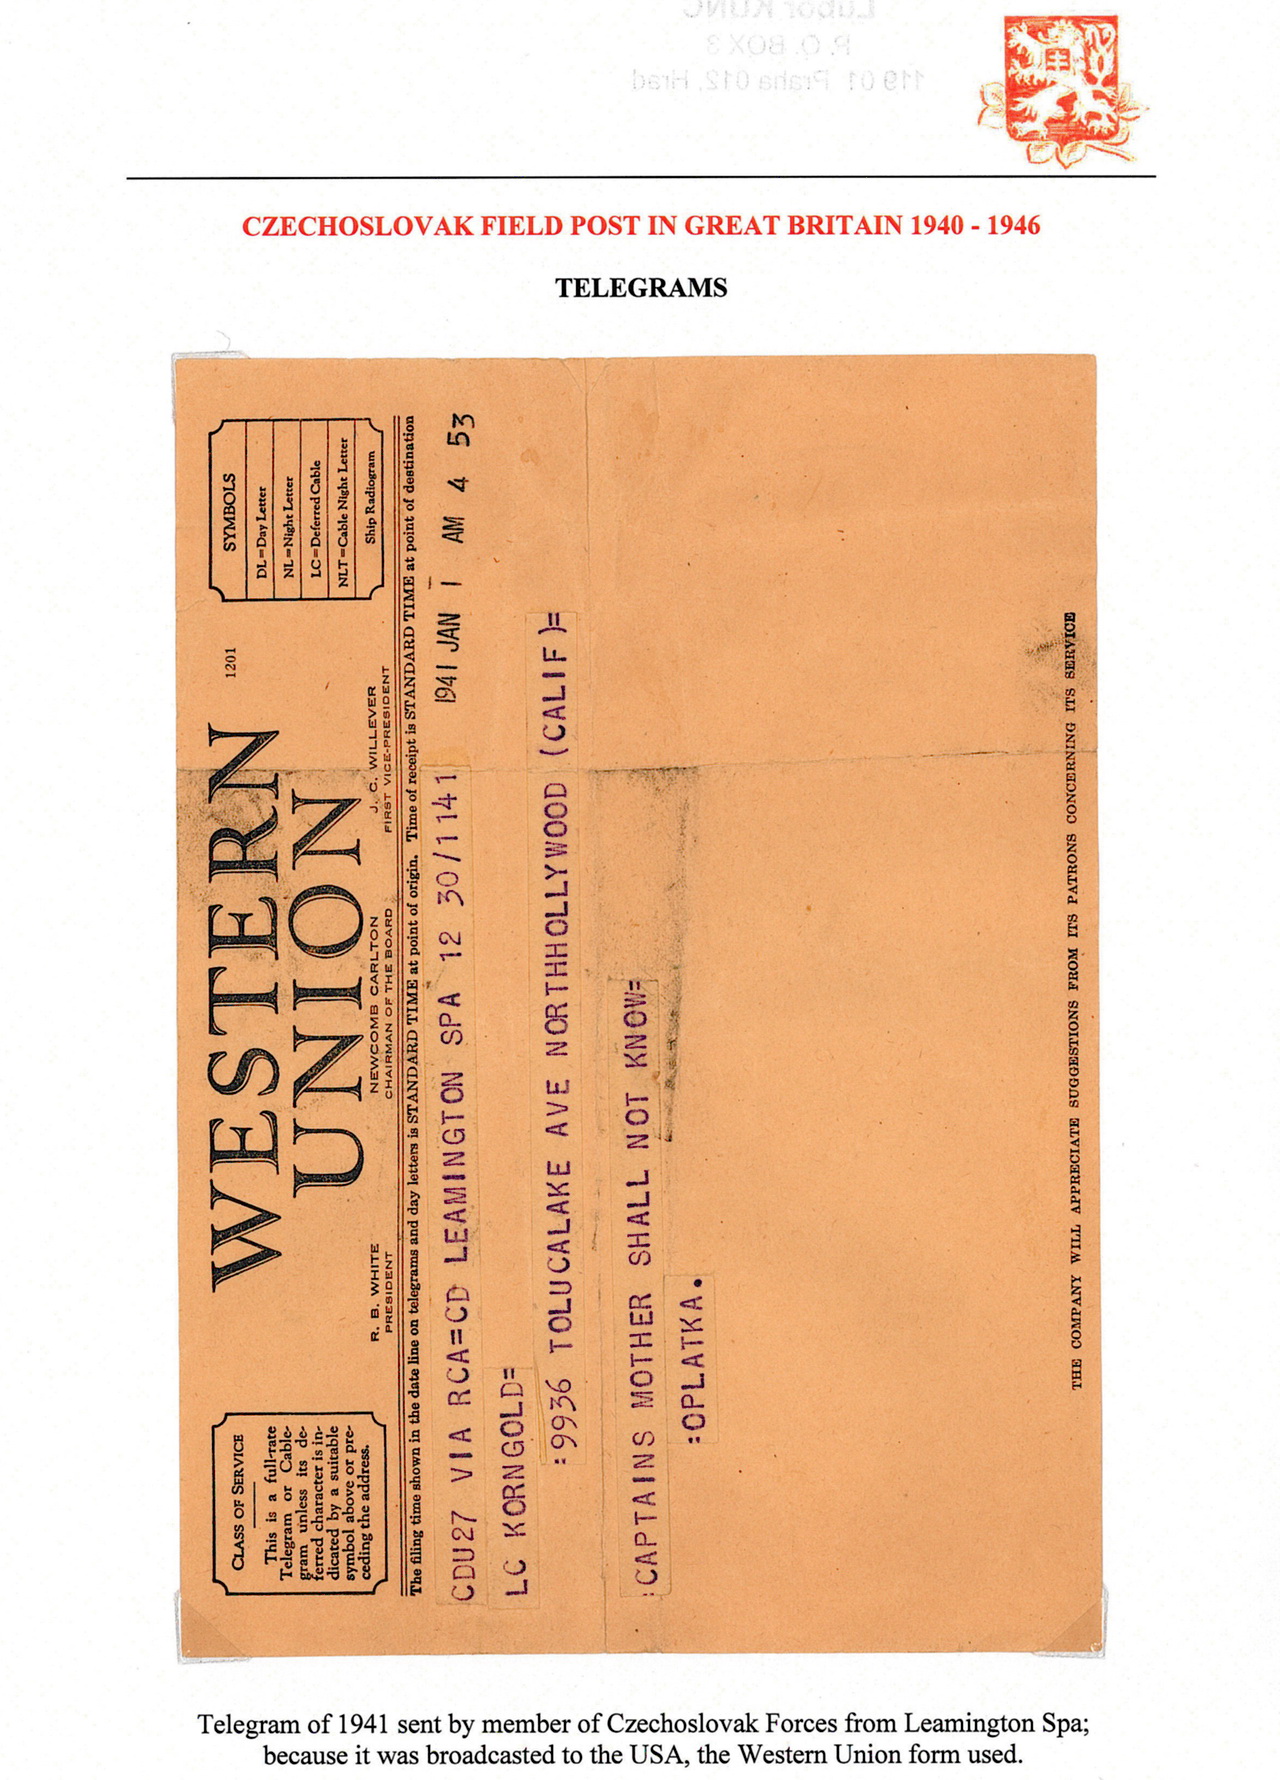 Lubor KUNC
P. O. BOX 3
119 01 Praha 012, Hrad
CZECHOSLOVAK FIELD POST IN GREAT BRITAIN 1940 - 1946
TELEGRAMS
CLASS OF SERVICE
This is a full-rate
Telegram or Cable-
gram unless its de-
ferred character is in-
dicated by a suitable
symbol above or pre-
ceding the address.
WESTERN
UNION
1201
R. B. WHITE
PRESIDENT
NEWCOMB CARLTON
CHAIRMAN OF THE BOARD
J. C. WILLEVER
FIRST VICE-PRESIDENT
SYMBOLS
DL=Day Letter
NL=Night Letter
LC=Deferred Cable
NLT=Cable Night Letter
Ship Radiogram
The filing time shown in the date line on telegrams and day letters is STANDARD TIME at point of origin. Time of receipt is STANDARD TIME at point of destination
CDU27 VIA RCA=CD LEAMINGTON SPA 12 30/1141 1941 JAN 1 AM 4 53
LC KORNGOLD=
:9936 TOLUCALAKE AVE NORTHHOLLYWOOD (CALIF)=
:CAPTAINS MOTHER SHALL NOT KNOW=
:OPLATKA.
THE COMPANY WILL APPRECIATE SUGGESTIONS FROM ITS PATRONS CONCERNING ITS SERVICE
Telegram of 1941 sent by member of Czechoslovak Forces from Leamington Spa;
because it was broadcasted to the USA, the Western Union form used.